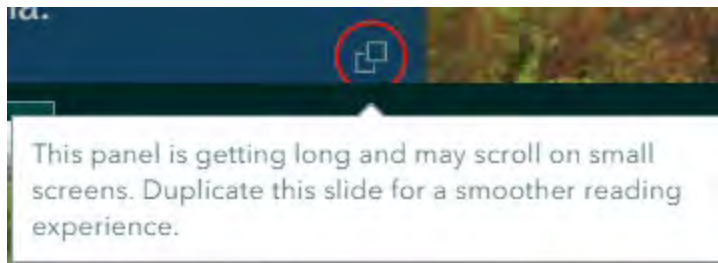 This panel is getting long and may scroll on small
screens. Duplicate this slide for a smoother reading
experience.